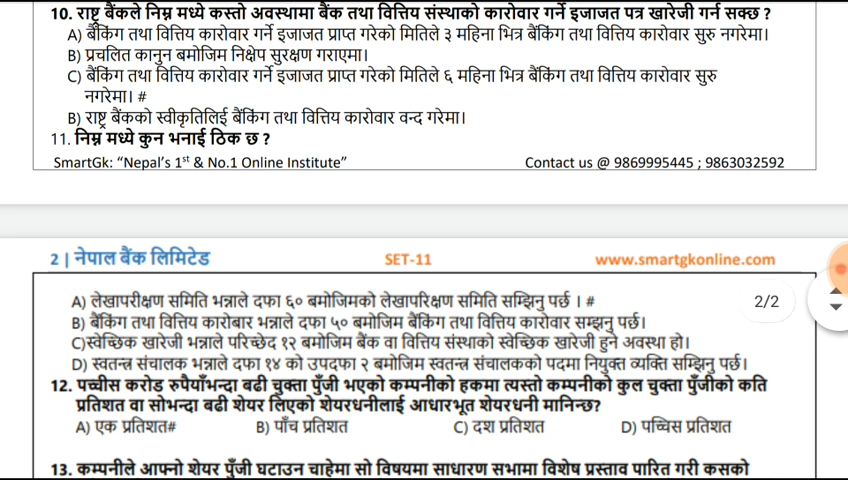 10. राष्ट्र बैंकले निम्न मध्ये कस्तो अवस्थामा बैंक तथा वित्तिय संस्थाको कारोवार गर्ने इजाजत पत्र खारेजी गर्न सक्छ ?
A) बैंकिंग तथा वित्तिय कारोवार गर्ने इजाजत प्राप्त गरेको मितिले ३ महिना भित्र बैंकिंग तथा वित्तिय कारोवार सुरु नगरेमा।
B) प्रचलित कानुन बमोजिम निक्षेप सुरक्षण गराएमा।
C) बैंकिंग तथा वित्तिय कारोवार गर्ने इजाजत प्राप्त गरेको मितिले ६ महिना भित्र बैंकिंग तथा वित्तिय कारोवार सुरु
नगरेमा। #
B) राष्ट्र बैंकको स्वीकृतिलिई बैंकिंग तथा वित्तिय कारोवार वन्द गरेमा।
11. निम्न मध्ये कुन भनाई ठिक छ ?
SmartGk: “Nepal’s 1st & No.1 Online Institute”
Contact us @ 9869995445 ; 9863032592
2 | नेपाल बैंक लिमिटेड
SET-11
www.smartgkonline.com
A) लेखापरीक्षण समिति भन्नाले दफा ६० बमोजिमको लेखापरिक्षण समिति सम्झिनु पर्छ । #
2/2
B) बैंकिंग तथा वित्तिय कारोबार भन्नाले दफा ५० बमोजिम बैंकिंग तथा वित्तिय कारोवार सम्झनु पर्छ।
C)स्वेच्छिक खारेजी भन्नाले परिच्छेद १२ बमोजिम बैंक वा वित्तिय संस्थाको स्वेच्छिक खारेजी हुने अवस्था हो।
D) स्वतन्त्र संचालक भन्नाले दफा १४ को उपदफा २ बमोजिम स्वतन्त्र संचालकको पदमा नियुक्त व्यक्ति सम्झिनु पर्छ।
12. पच्चीस करोड रुपैयाँभन्दा बढी चुक्ता पुँजी भएको कम्पनीको हकमा त्यस्तो कम्पनीको कुल चुक्ता पुँजीको कति
प्रतिशत वा सोभन्दा बढी शेयर लिएको शेयरधनीलाई आधारभूत शेयरधनी मानिन्छ?
A) एक प्रतिशत# B) पाँच प्रतिशत C) दश प्रतिशत D) पच्चिस प्रतिशत
13. कम्पनीले आफ्नो शेयर पुँजी घटाउन चाहेमा सो विषयमा साधारण सभामा विशेष प्रस्ताव पारित गरी कसको